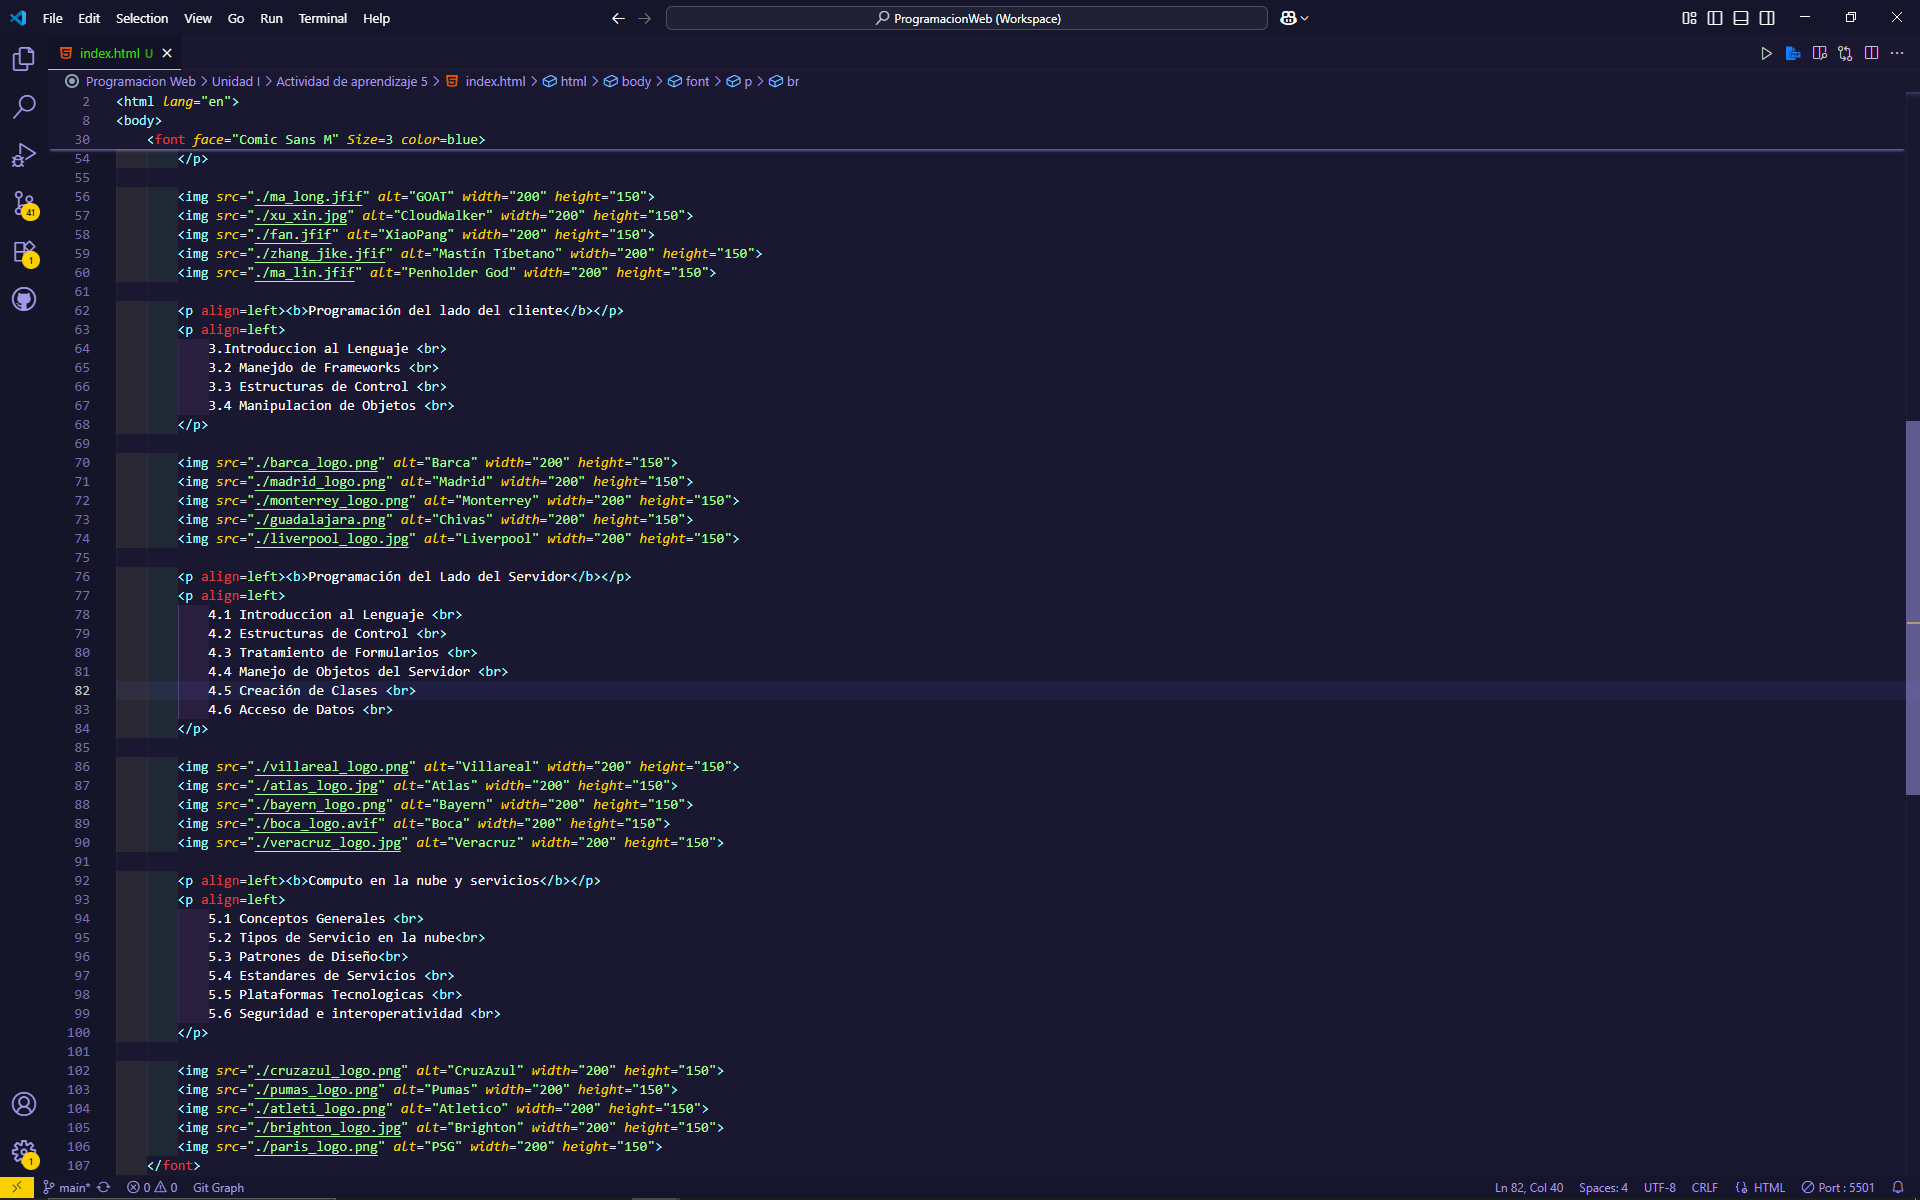 File Edit Selection View Go Run Terminal Help
ProgramacionWeb (Workspace)
index.html U
Programacion Web > Unidad I > Actividad de aprendizaje 5 > index.html > html > body > font > p > br
2 <html lang="en">
8 <body>
30 <font face="Comic Sans M" Size=3 color=blue>
54 </p>
55
56 <img src="./ma_long.jfif" alt="GOAT" width="200" height="150">
57 <img src="./xu_xin.jpg" alt="CloudWalker" width="200" height="150">
58 <img src="./fan.jfif" alt="XiaoPang" width="200" height="150">
59 <img src="./zhang_jike.jfif" alt="Mastín Tíbetano" width="200" height="150">
60 <img src="./ma_lin.jfif" alt="Penholder God" width="200" height="150">
61
62 <p align=left><b>Programación del lado del cliente</b></p>
63 <p align=left>
64 3.Introduccion al Lenguaje <br>
65 3.2 Manejdo de Frameworks <br>
66 3.3 Estructuras de Control <br>
67 3.4 Manipulacion de Objetos <br>
68 </p>
69
70 <img src="./barca_logo.png" alt="Barca" width="200" height="150">
71 <img src="./madrid_logo.png" alt="Madrid" width="200" height="150">
72 <img src="./monterrey_logo.png" alt="Monterrey" width="200" height="150">
73 <img src="./guadalajara.png" alt="Chivas" width="200" height="150">
74 <img src="./liverpool_logo.jpg" alt="Liverpool" width="200" height="150">
75
76 <p align=left><b>Programación del Lado del Servidor</b></p>
77 <p align=left>
78 4.1 Introduccion al Lenguaje <br>
79 4.2 Estructuras de Control <br>
80 4.3 Tratamiento de Formularios <br>
81 4.4 Manejo de Objetos del Servidor <br>
82 4.5 Creación de Clases <br>
83 4.6 Acceso de Datos <br>
84 </p>
85
86 <img src="./villareal_logo.png" alt="Villareal" width="200" height="150">
87 <img src="./atlas_logo.jpg" alt="Atlas" width="200" height="150">
88 <img src="./bayern_logo.png" alt="Bayern" width="200" height="150">
89 <img src="./boca_logo.avif" alt="Boca" width="200" height="150">
90 <img src="./veracruz_logo.jpg" alt="Veracruz" width="200" height="150">
91
92 <p align=left><b>Computo en la nube y servicios</b></p>
93 <p align=left>
94 5.1 Conceptos Generales <br>
95 5.2 Tipos de Servicio en la nube<br>
96 5.3 Patrones de Diseño<br>
97 5.4 Estandares de Servicios <br>
98 5.5 Plataformas Tecnologicas <br>
99 5.6 Seguridad e interoperatividad <br>
100 </p>
101
102 <img src="./cruzazul_logo.png" alt="CruzAzul" width="200" height="150">
103 <img src="./pumas_logo.png" alt="Pumas" width="200" height="150">
104 <img src="./atleti_logo.png" alt="Atletico" width="200" height="150">
105 <img src="./brighton_logo.jpg" alt="Brighton" width="200" height="150">
106 <img src="./paris_logo.png" alt="PSG" width="200" height="150">
107 </font>
41
1
1
main* 0 0 Git Graph Ln 82, Col 40 Spaces: 4 UTF-8 CRLF HTML Port : 5501